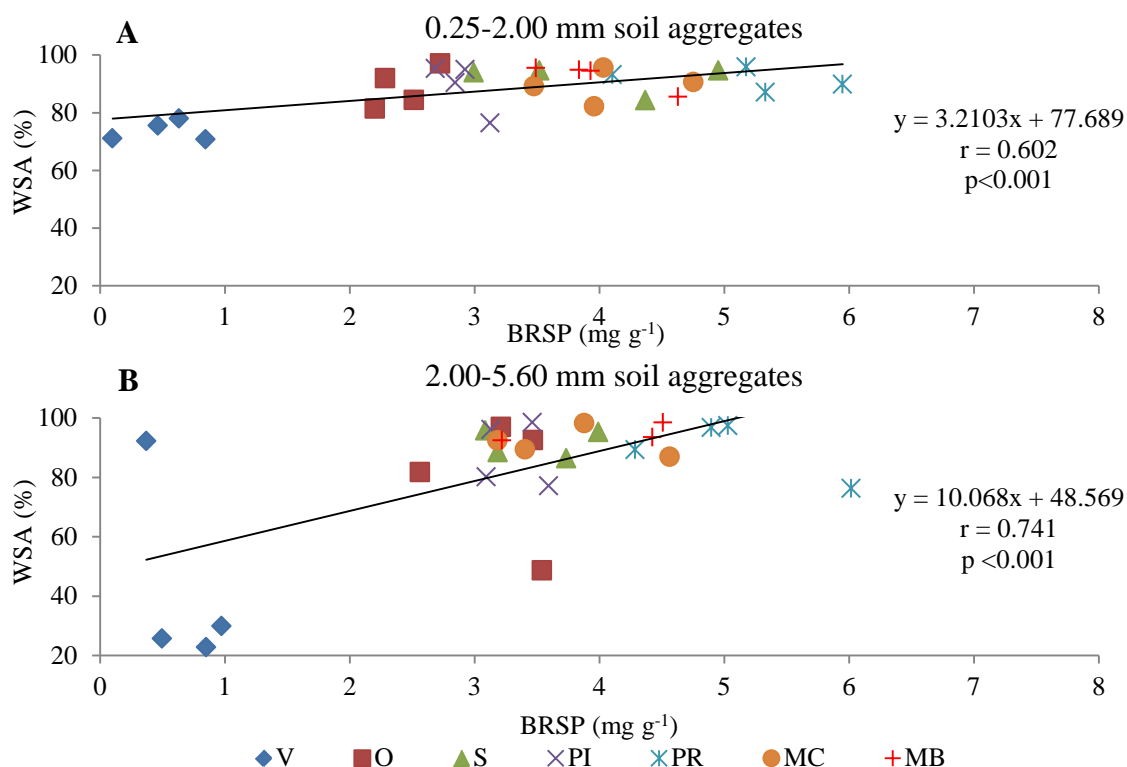 A
0.25-2.00 mm soil aggregates
WSA (%)
100
80
60
40
20
0 1 2 3 4 5 6 7 8
BRSP (mg g⁻¹)
y = 3.2103x + 77.689
r = 0.602
p<0.001
B
2.00-5.60 mm soil aggregates
WSA (%)
100
80
60
40
20
0 1 2 3 4 5 6 7 8
BRSP (mg g⁻¹)
y = 10.068x + 48.569
r = 0.741
p <0.001
V O S PI PR MC MB